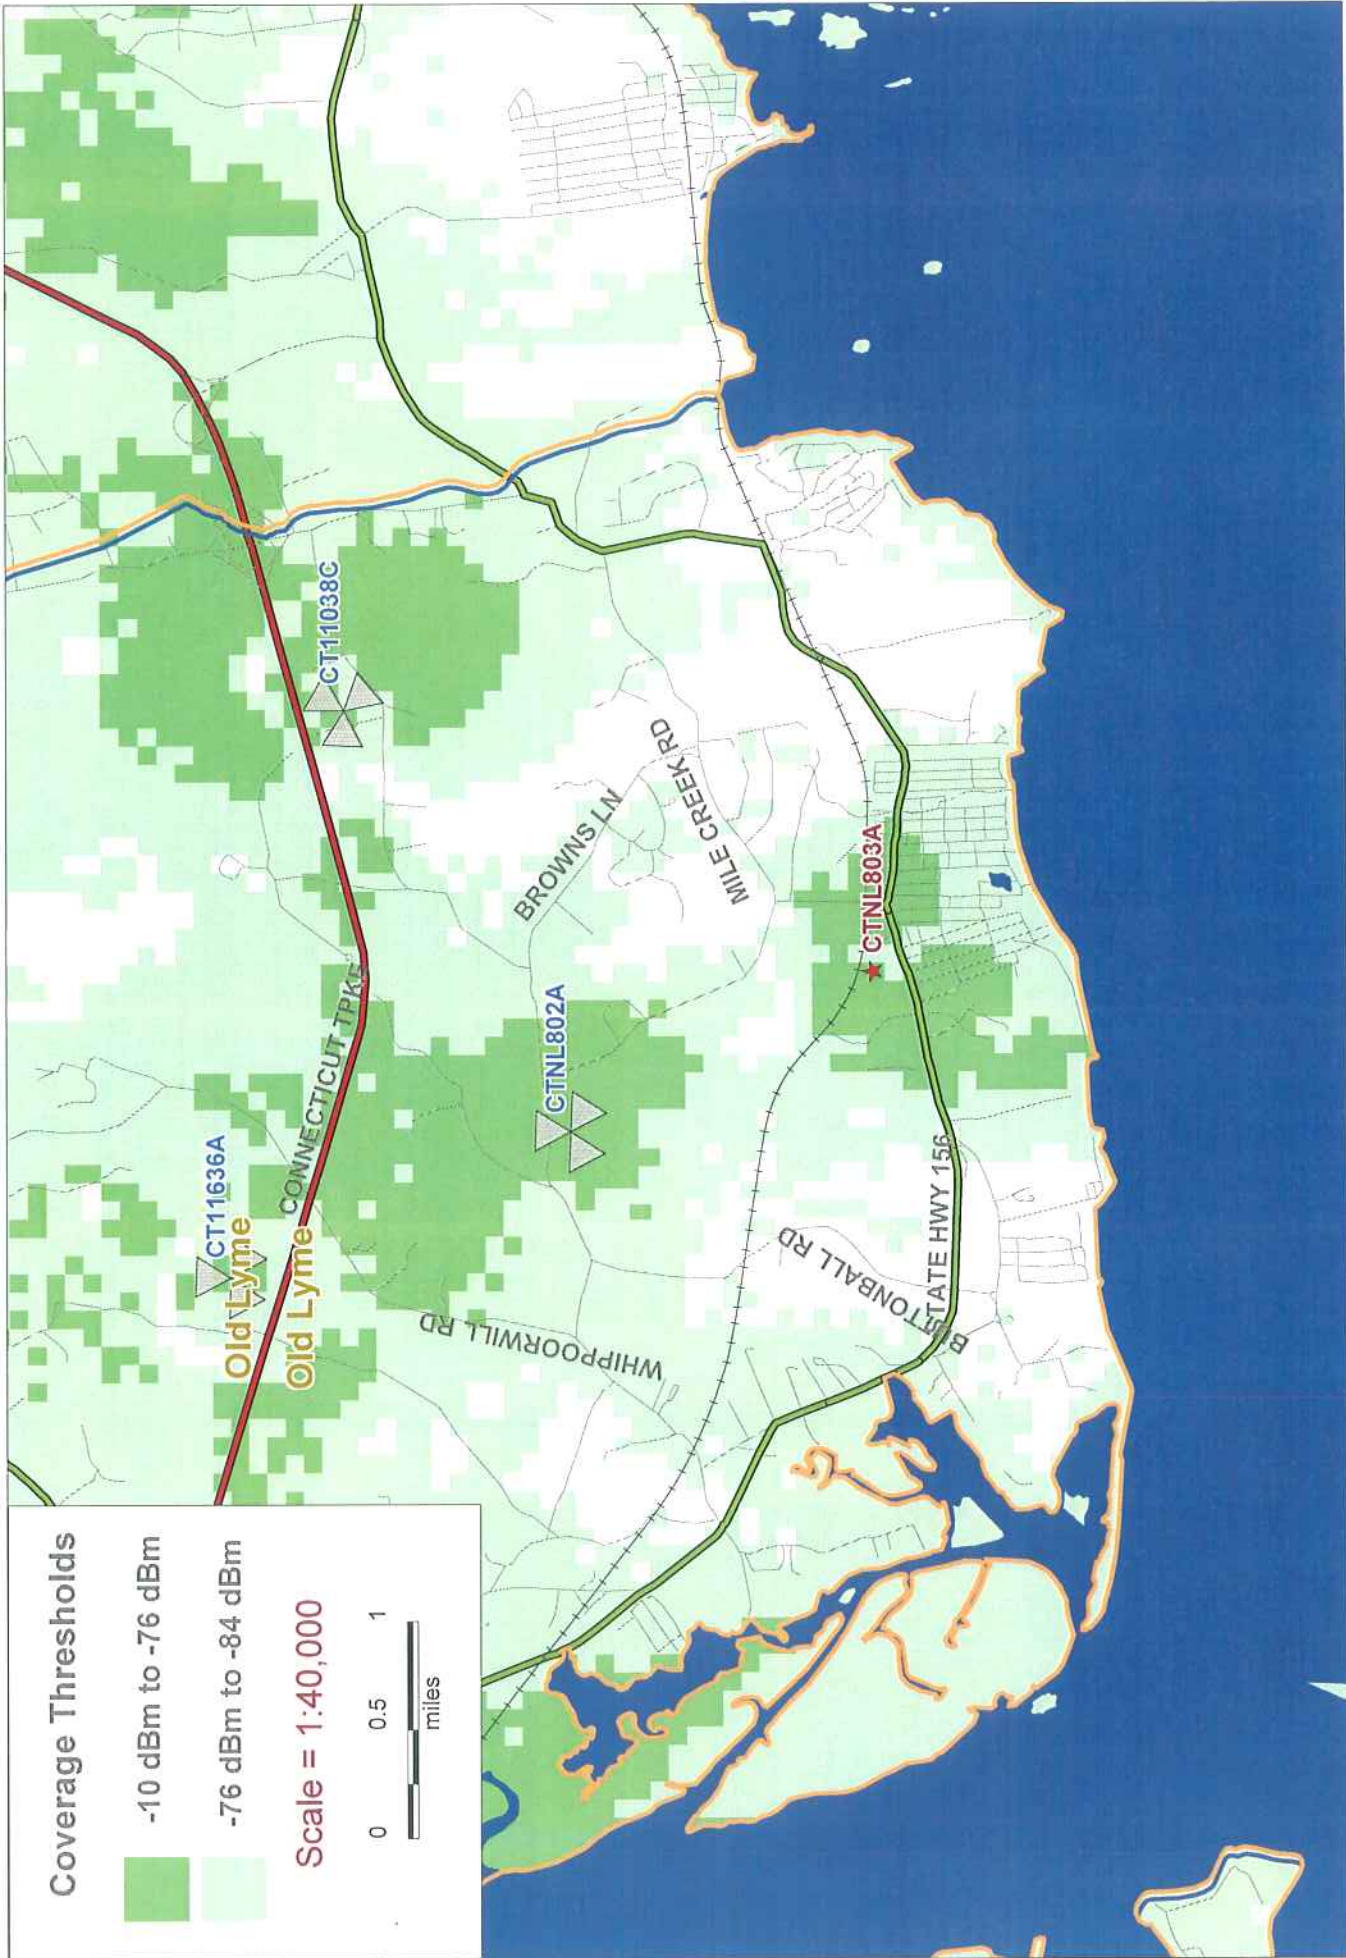 Coverage Thresholds
-10 dBm to -76 dBm
-76 dBm to -84 dBm
Scale = 1:40,000
0 0.5 1
miles
CT11636A
Old Lyme
Old Lyme
CONNECTICUT TPKE
CT11038C
CTNL802A
BROWNS LN
MILE CREEK RD
WHIPPOORWILL RD
BUTTONBALL RD
STATE HWY 156
CTNL803A